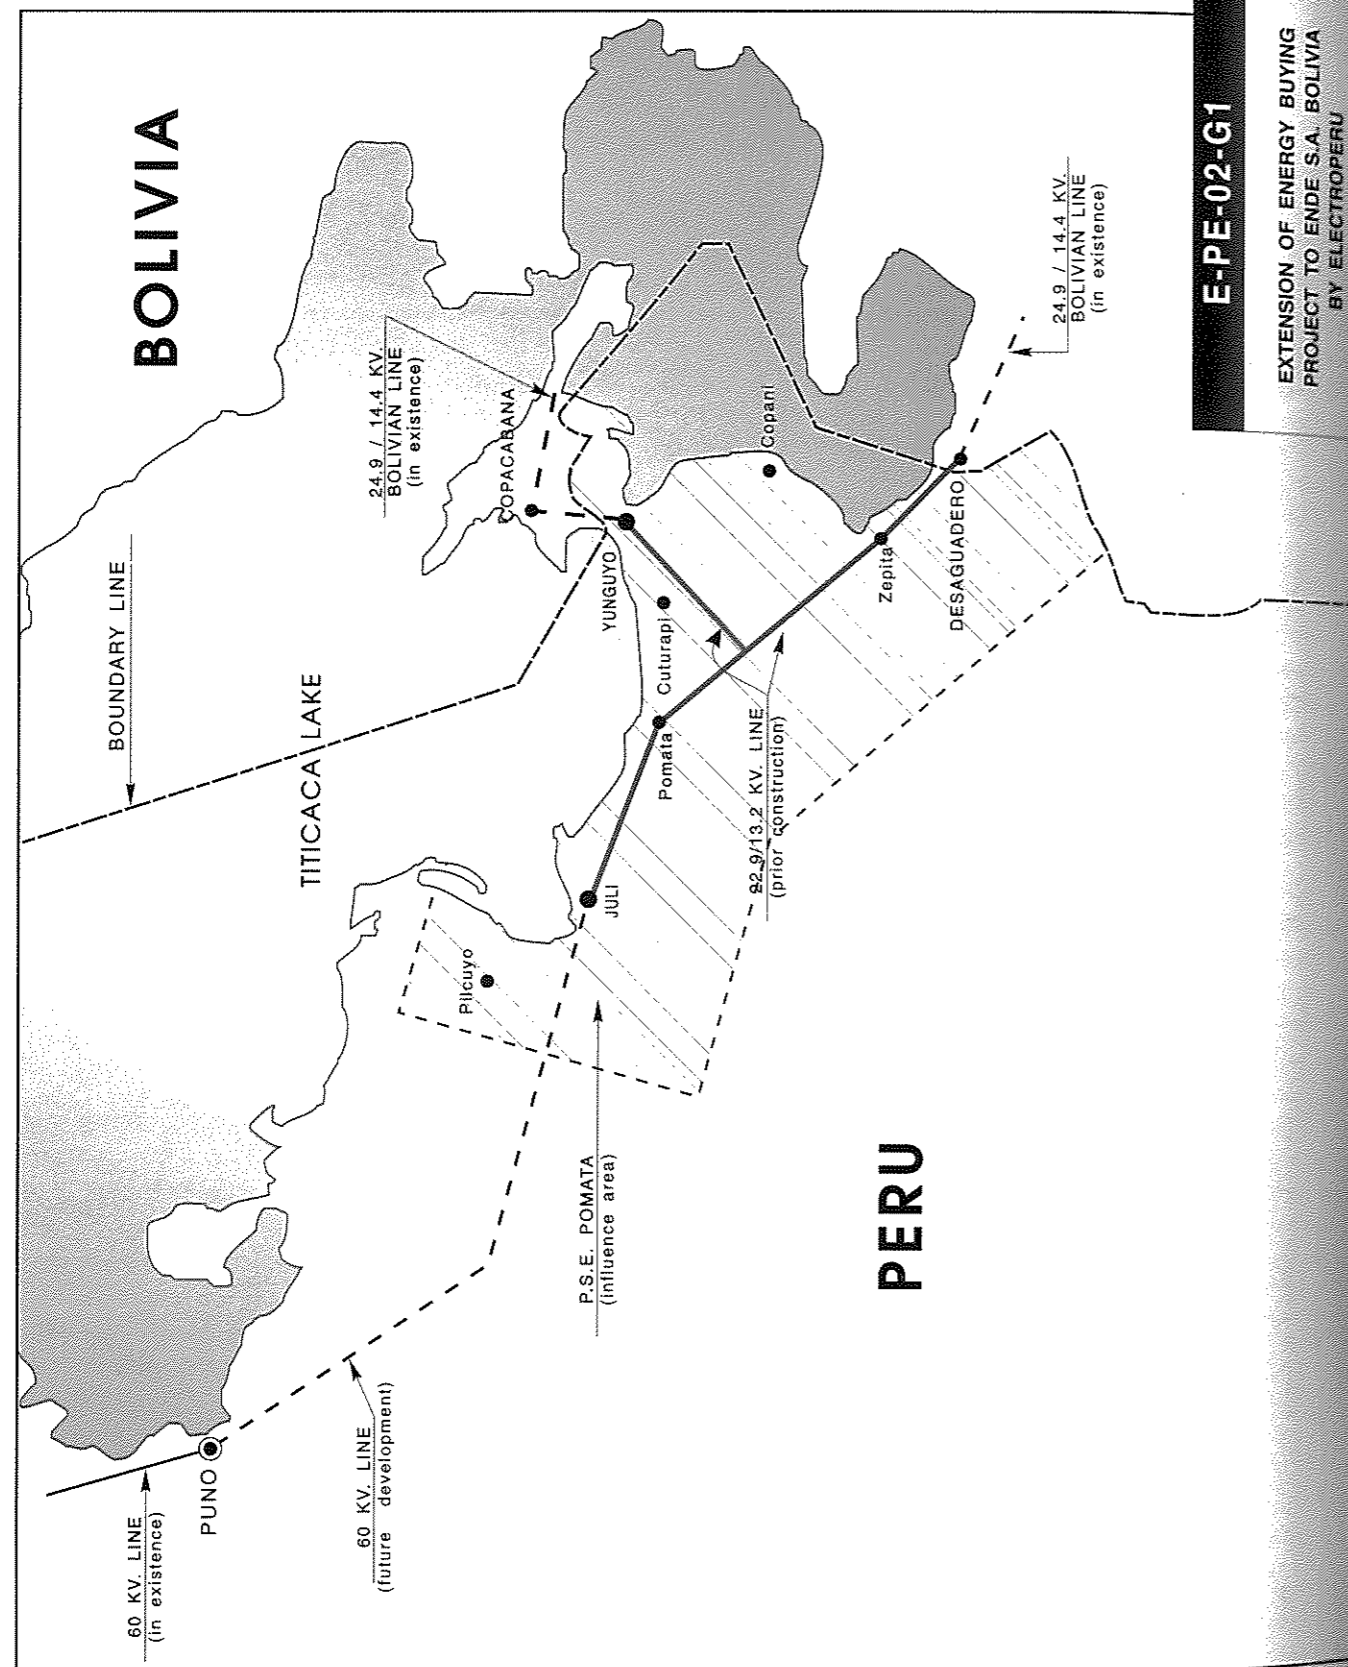 BOLIVIA
BOUNDARY LINE
TITICACA LAKE
24.9 / 14.4 KV.
BOLIVIAN LINE
(in existence)
COPACABANA
YUNGUYO
Cuturapi
Copani
Pomata
Zepita
DESAGUADERO
24.9 / 14.4 KV.
BOLIVIAN LINE
(in existence)
22.9/13.2 KV. LINE
(prior construction)
JULI
Pilcuyo
P.S.E. POMATA
(influence area)
PERU
PUNO
60 KV. LINE
(in existence)
60 KV. LINE
(future development)
E-PE-02-G1
EXTENSION OF ENERGY BUYING
PROJECT TO ENDE S.A. BOLIVIA
BY ELECTROPERU